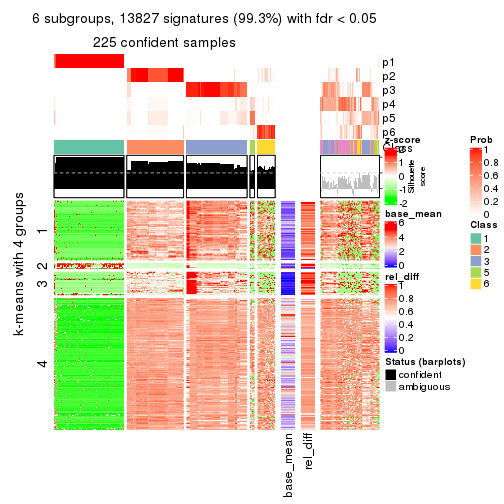 6 subgroups, 13827 signatures (99.3%) with fdr < 0.05
225 confident samples
p1
p2
p3
p4
p5
p6
Class
Silhouette
score
k-means with 4 groups
1
2
3
4
base_mean
rel_diff
z-score
2
1
0
-1
-2
base_mean
6
4
2
0
rel_diff
1
0.8
0.6
0.4
0.2
0
Status (barplots)
confident
ambiguous
Prob
1
0.8
0.6
0.4
0.2
0
Class
1
2
3
5
6